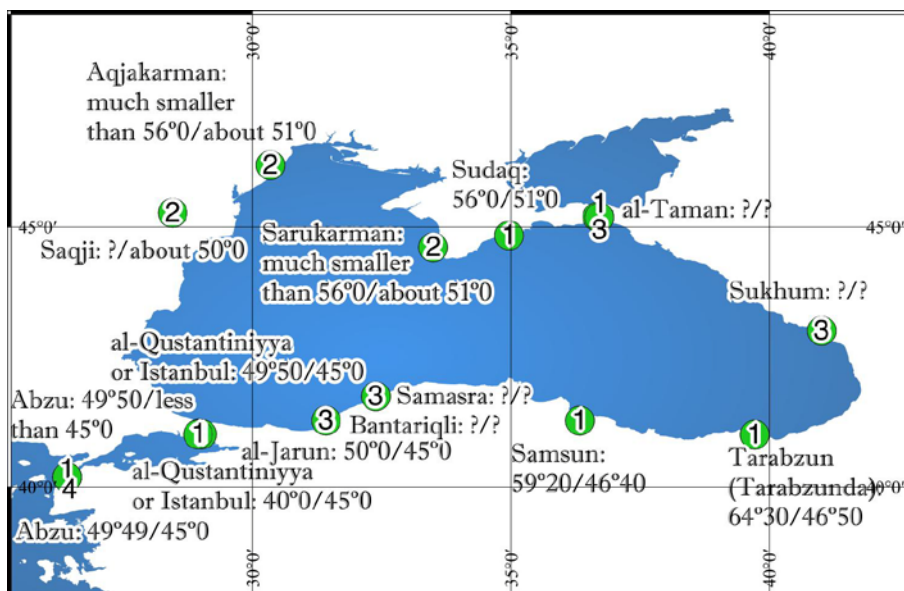 30°0'
35°0'
40°0'
Aqjakarman:
much smaller
than 56°0/about 51°0
2
2
Saqji: ?/about 50°0
45°0'
Sudaq:
56°0/51°0
1
1
3
al-Taman: ?/?
45°0'
Sarukarman:
much smaller
than 56°0/about 51°0
2
Sukhum: ?/?
3
al-Qustantiniyya
or Istanbul: 49°50/45°0
Abzu: 49°50/less
than 45°0
3
Samasra: ?/?
3
Bantariqli: ?/?
1
al-Jarun: 50°0/45°0
1
Samsun:
59°20/46°40
1
Tarabzun
(Tarabzunda):
64°30/46°50
1
4
al-Qustantiniyya
or Istanbul: 40°0/45°0
40°0'
Abzu: 49°49/45°0
30°0'
35°0'
40°0'